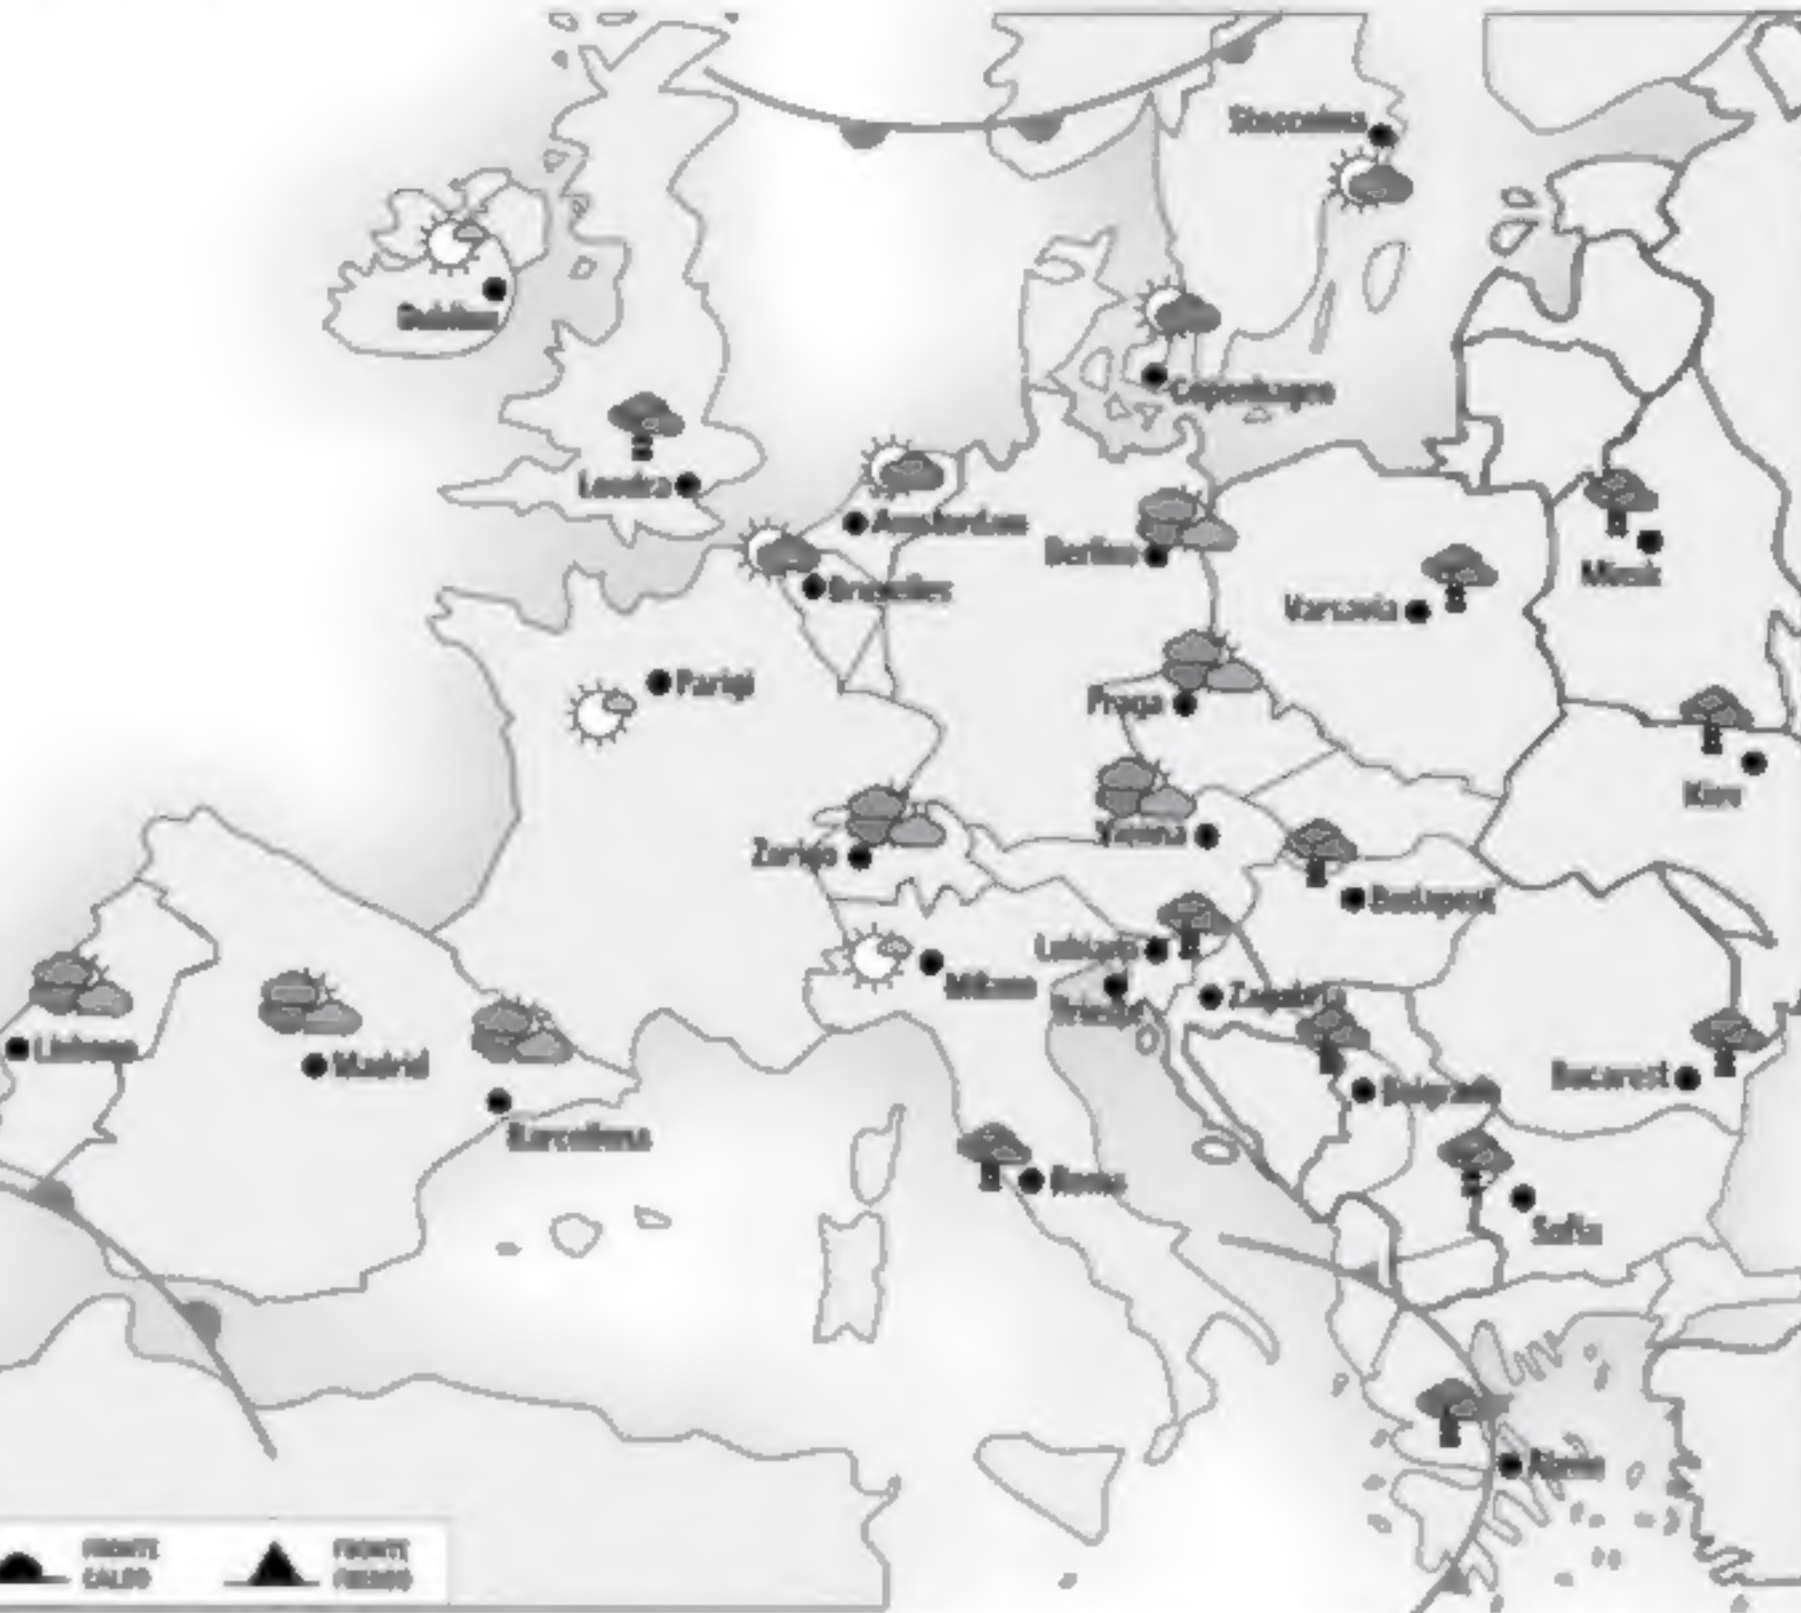 Stoccolma
Dublino
Copenhagen
Londra
Amsterdam
Berlino
Bruxelles
Minsk
Varsavia
Parigi
Praga
Kiev
Vienna
Zurigo
Budapest
Lubiana
Milano
Zagabria
Trieste
Lisbona
Madrid
Belgrado
Bucarest
Barcellona
Roma
Sofia
Atene
FRONTE CALDO
FRONTE FREDDO